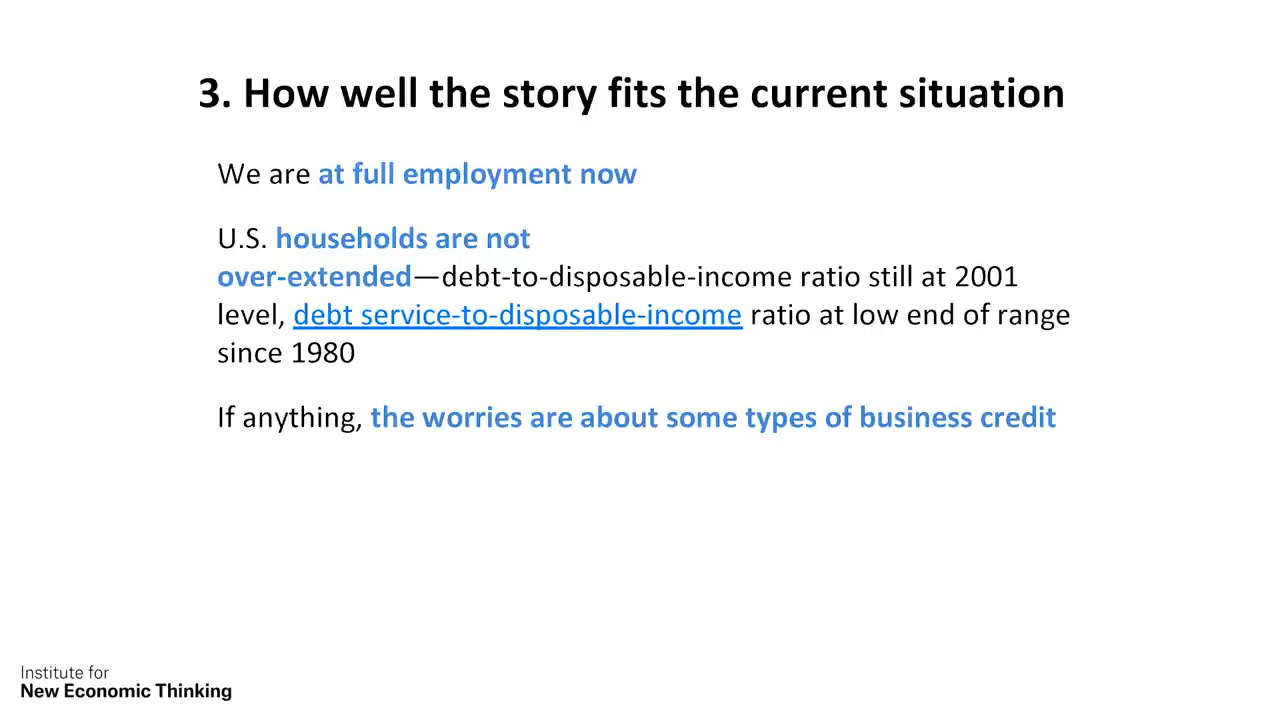 3. How well the story fits the current situation
We are at full employment now
U.S. households are not
over-extended—debt-to-disposable-income ratio still at 2001
level, debt service-to-disposable-income ratio at low end of range
since 1980
If anything, the worries are about some types of business credit
Institute for
New Economic Thinking